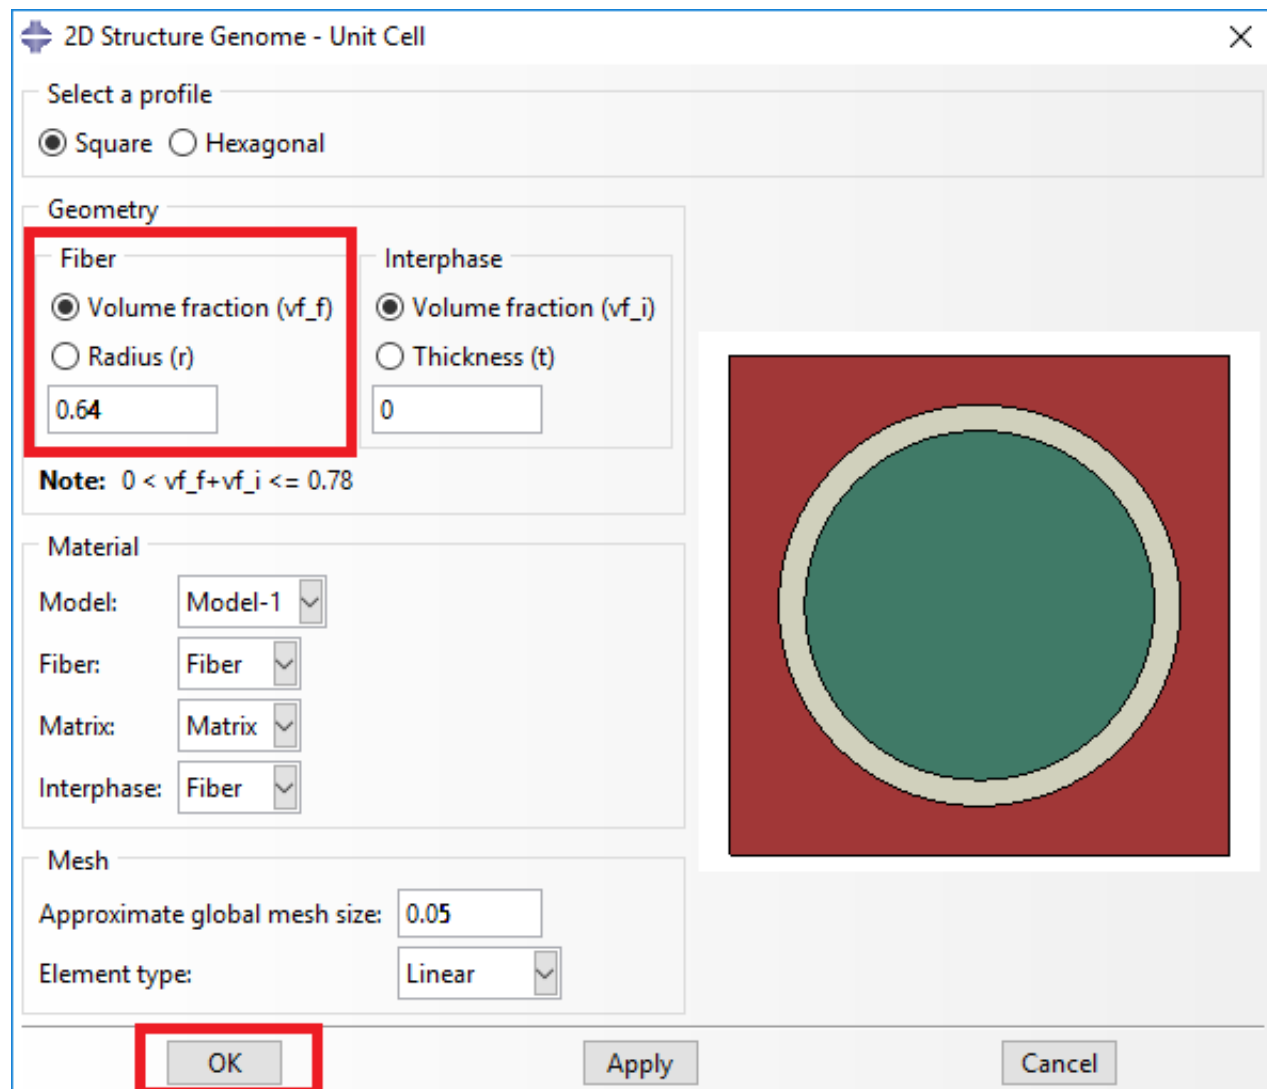 2D Structure Genome - Unit Cell
Select a profile
Square Hexagonal
Geometry
Fiber
Volume fraction (vf_f)
Radius (r)
0.64
Interphase
Volume fraction (vf_i)
Thickness (t)
0
Note: 0 < vf_f+vf_i <= 0.78
Material
Model: Model-1
Fiber: Fiber
Matrix: Matrix
Interphase: Fiber
Mesh
Approximate global mesh size: 0.05
Element type: Linear
OK Apply Cancel